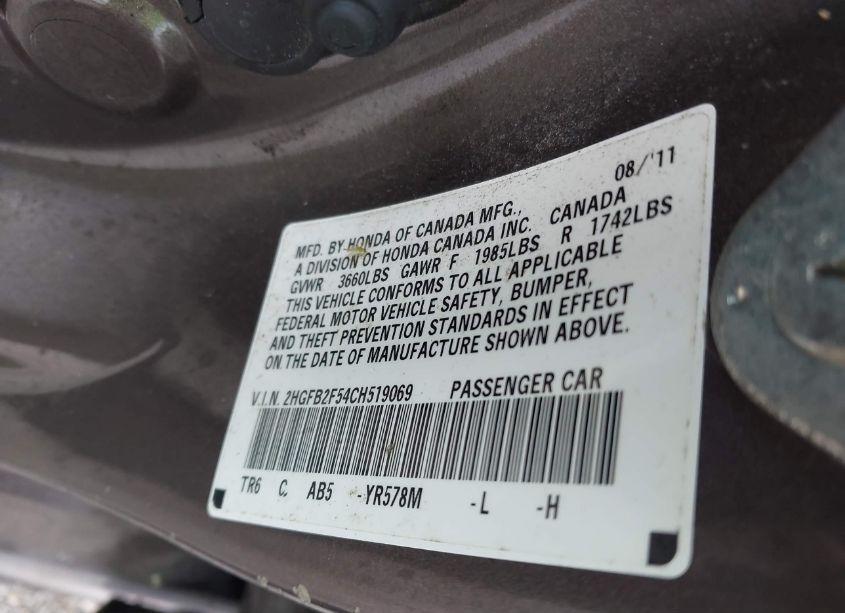 08/'11
MFD. BY HONDA OF CANADA MFG.,
A DIVISION OF HONDA CANADA INC. CANADA
GVWR 3660LBS GAWR F 1985LBS R 1742LBS
THIS VEHICLE CONFORMS TO ALL APPLICABLE
FEDERAL MOTOR VEHICLE SAFETY, BUMPER,
AND THEFT PREVENTION STANDARDS IN EFFECT
ON THE DATE OF MANUFACTURE SHOWN ABOVE.
V.I.N. 2HGFB2F54CH519069 PASSENGER CAR
TR6 C. AB5 -YR578M -L -H